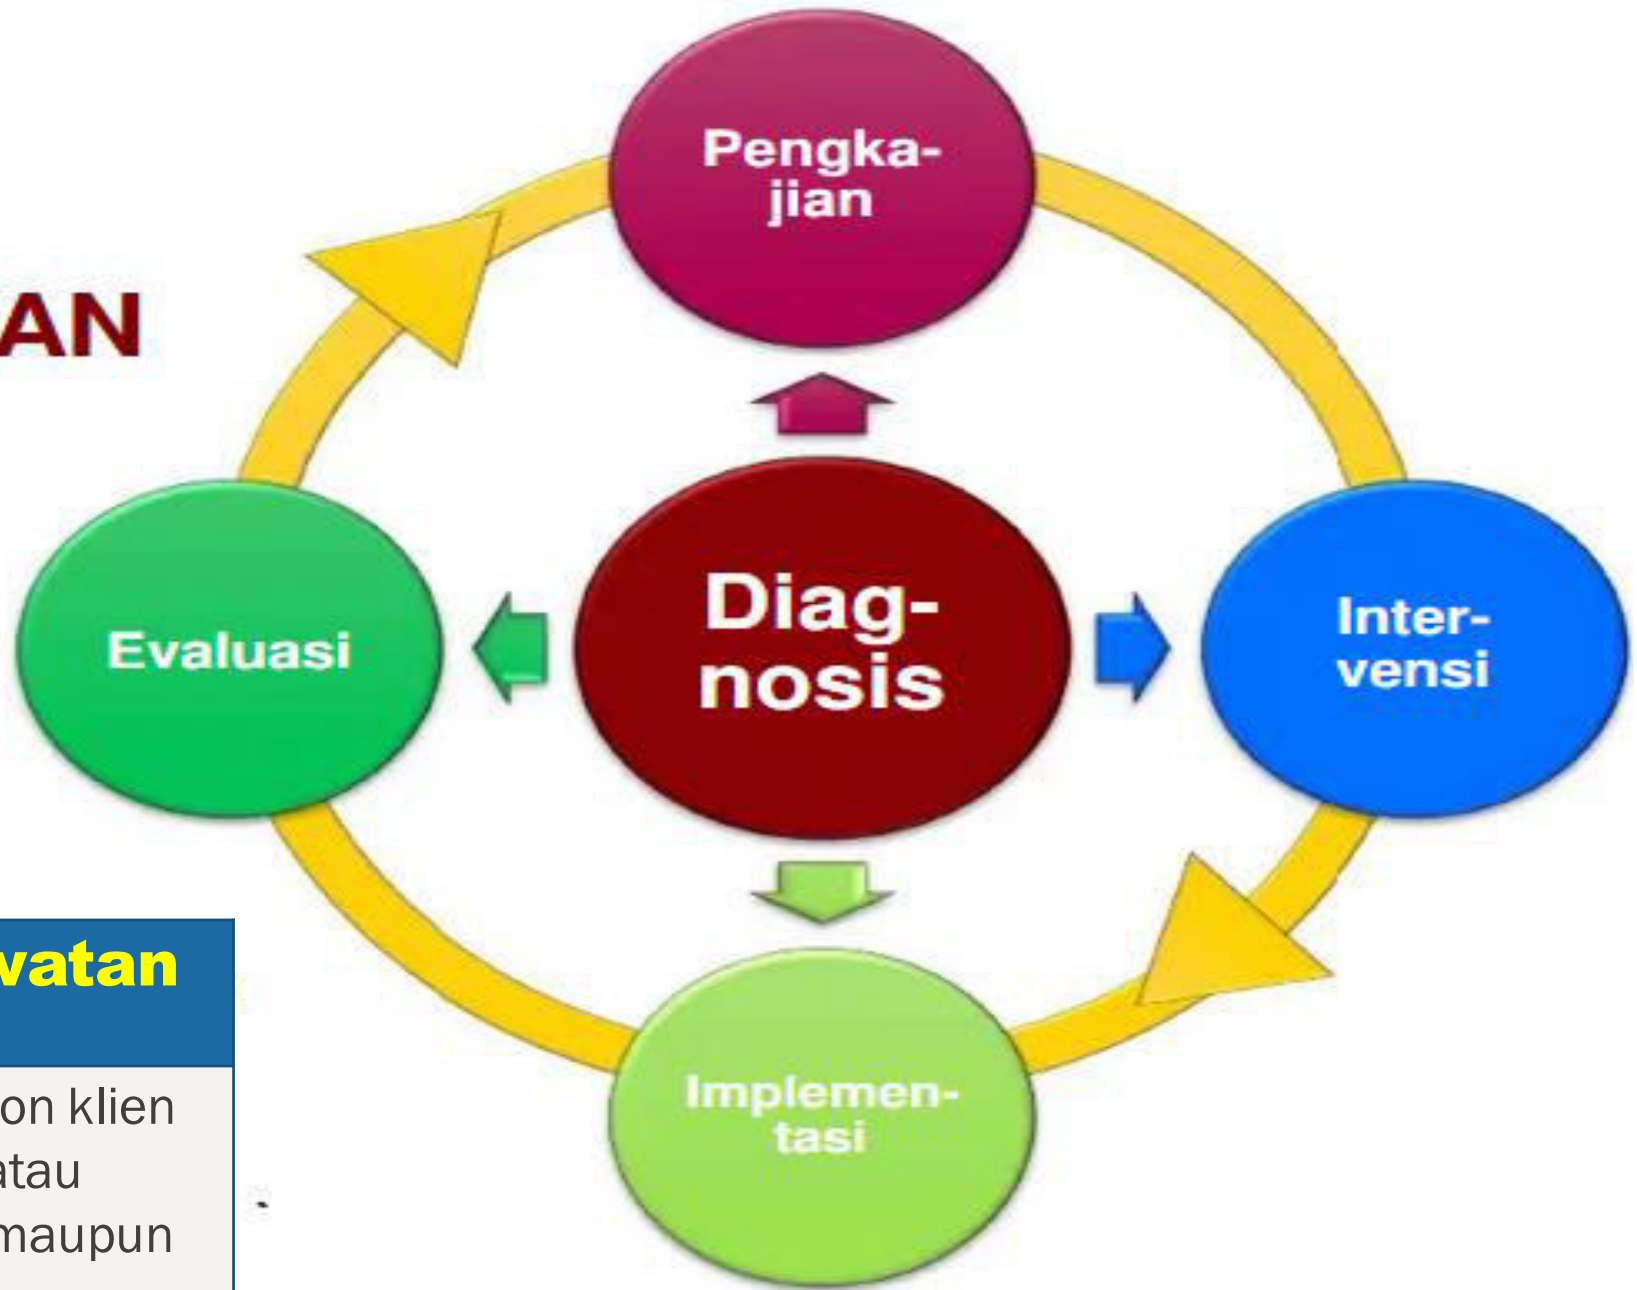 Pengka-
jian
AN
Diag-
nosis
Evaluasi
Inter-
vensi
Implemen-
tasi
vatan
on klien
atau
maupun